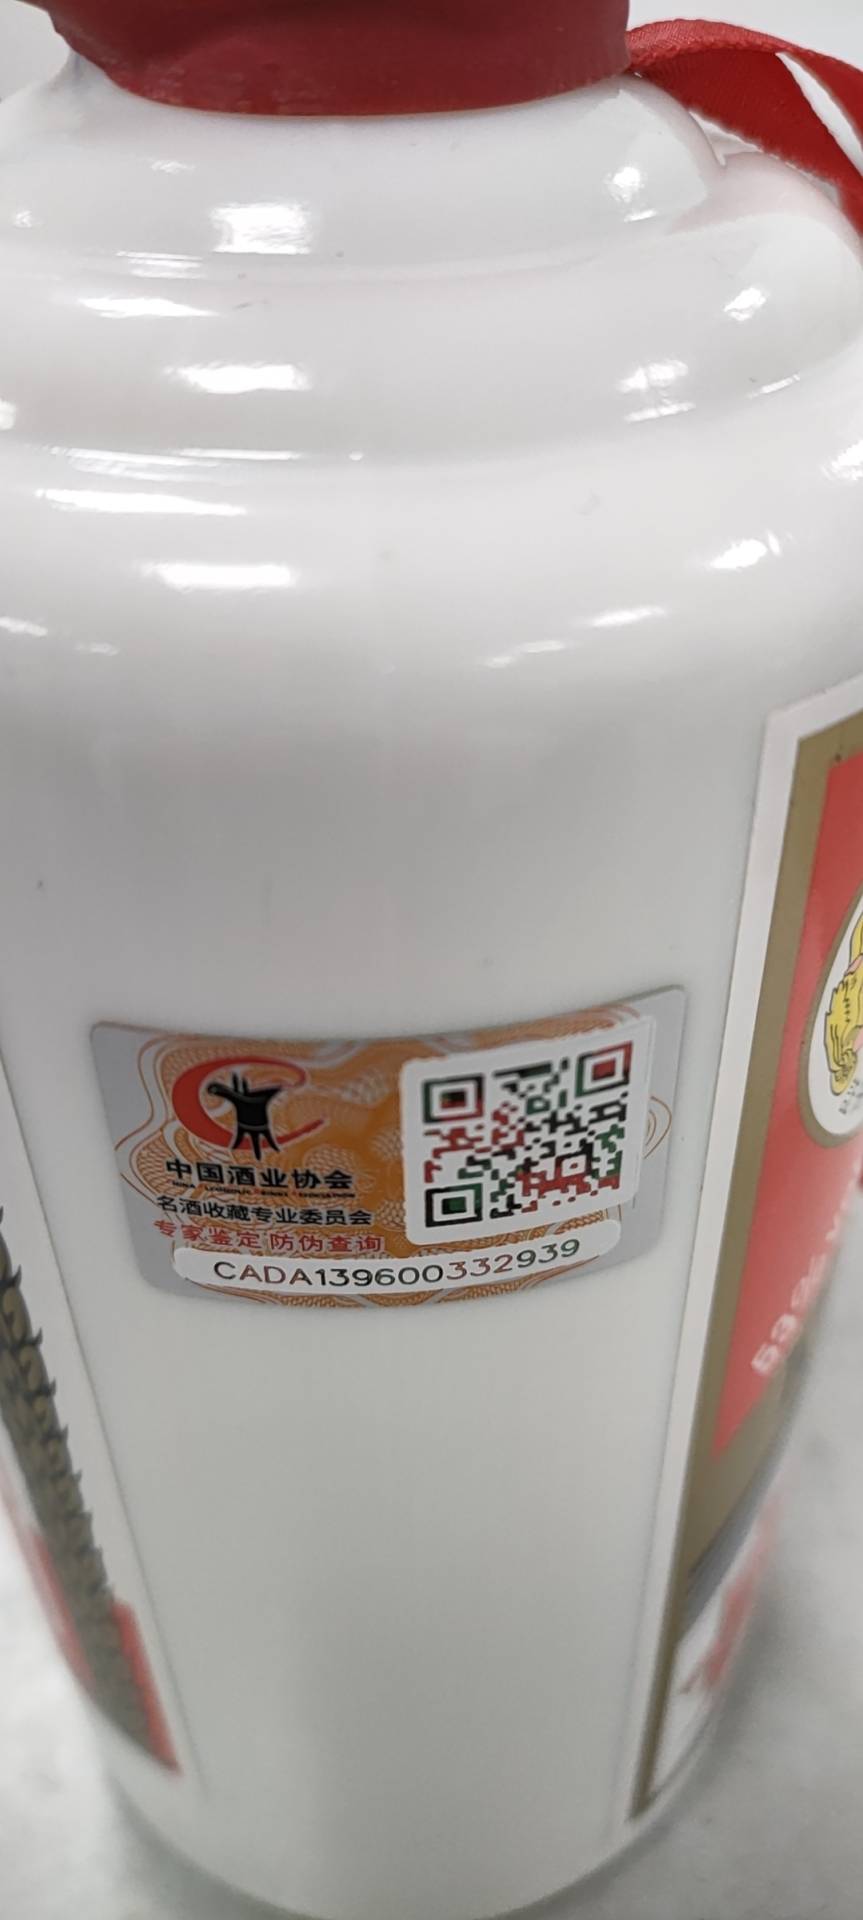 中国酒业协会
名酒收藏专业委员会
专家鉴定 防伪查询
CADA139600332939